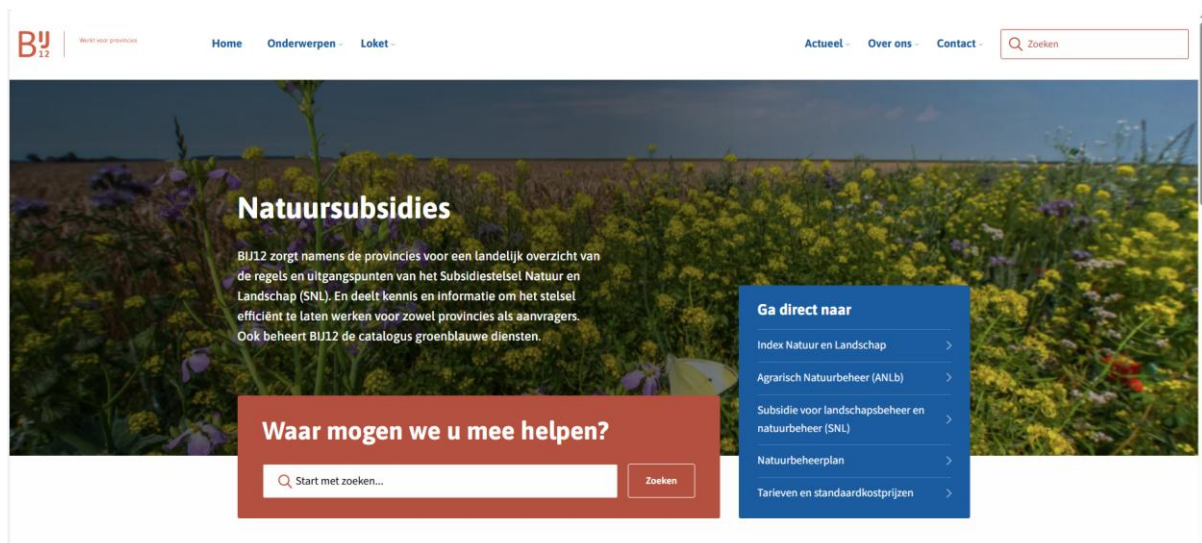 BIJ12
Werkt voor provincies
Home Onderwerpen Loket
Actueel Over ons Contact
Zoeken
Natuursubsidies
BIJ12 zorgt namens de provincies voor een landelijk overzicht van
de regels en uitgangspunten van het Subsidiestelsel Natuur en
Landschap (SNL). En deelt kennis en informatie om het stelsel
efficiënt te laten werken voor zowel provincies als aanvragers.
Ook beheert BIJ12 de catalogus groenblauwe diensten.
Waar mogen we u mee helpen?
Start met zoeken...
Zoeken
Ga direct naar
Index Natuur en Landschap
Agrarisch Natuurbeheer (ANLb)
Subsidie voor landschapsbeheer en
natuurbeheer (SNL)
Natuurbeheerplan
Tarieven en standaardkostprijzen